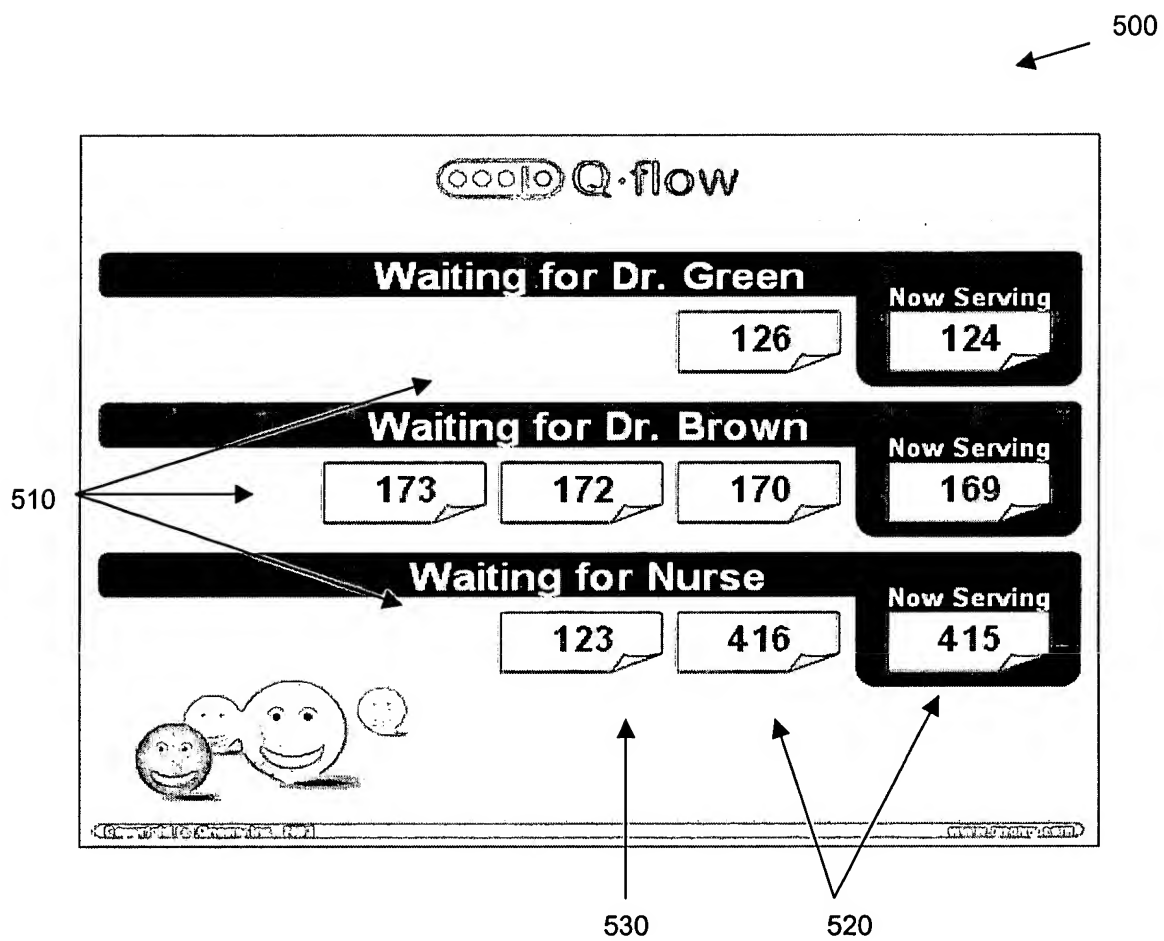 500
Q·flow
Waiting for Dr. Green
Now Serving
126 124
Waiting for Dr. Brown
Now Serving
510
173 172 170 169
Waiting for Nurse
Now Serving
123 416 415
530 520